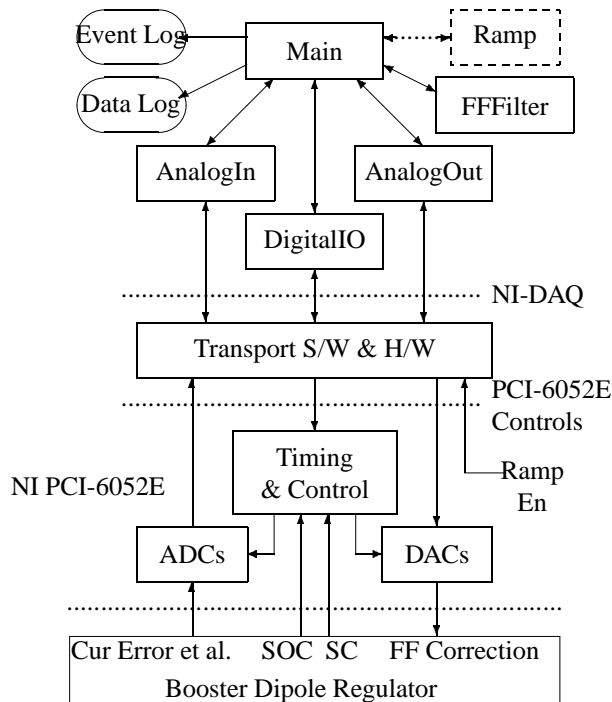 Event Log
Main
Ramp
Data Log
FFFilter
AnalogIn
AnalogOut
DigitalIO
NI-DAQ
Transport S/W & H/W
PCI-6052E
Controls
Timing
& Control
NI PCI-6052E
Ramp
En
ADCs
DACs
Cur Error et al.
SOC
SC
FF Correction
Booster Dipole Regulator